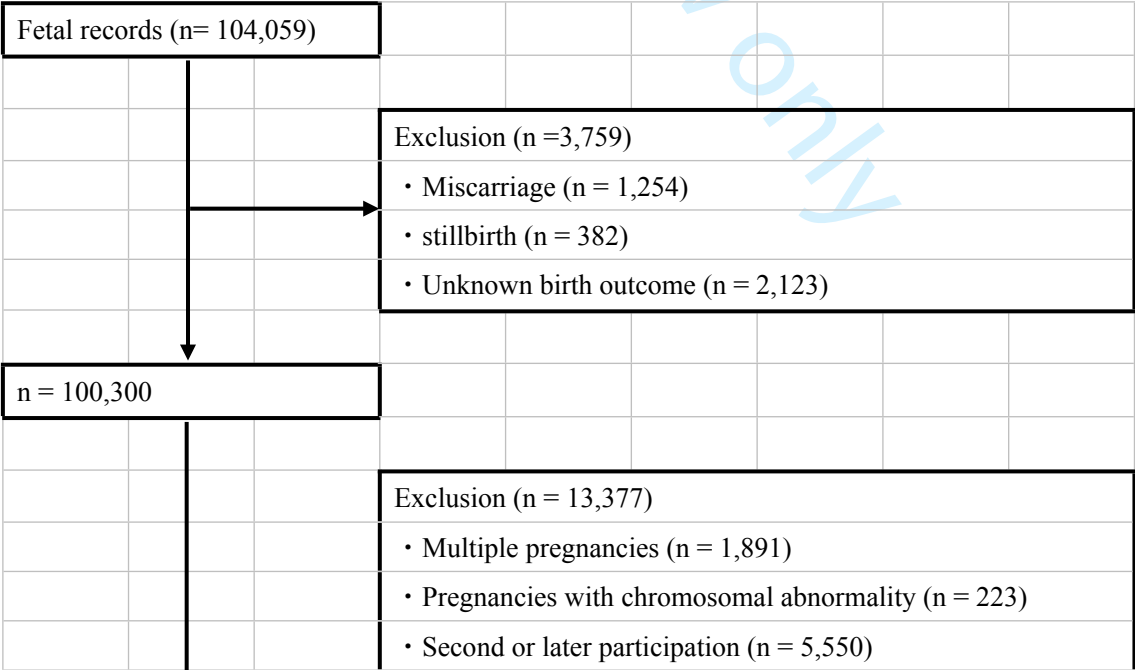 Fetal records (n= 104,059)
Exclusion (n =3,759)
・Miscarriage (n = 1,254)
・stillbirth (n = 382)
・Unknown birth outcome (n = 2,123)
n = 100,300
Exclusion (n = 13,377)
・Multiple pregnancies (n = 1,891)
・Pregnancies with chromosomal abnormality (n = 223)
・Second or later participation (n = 5,550)
only